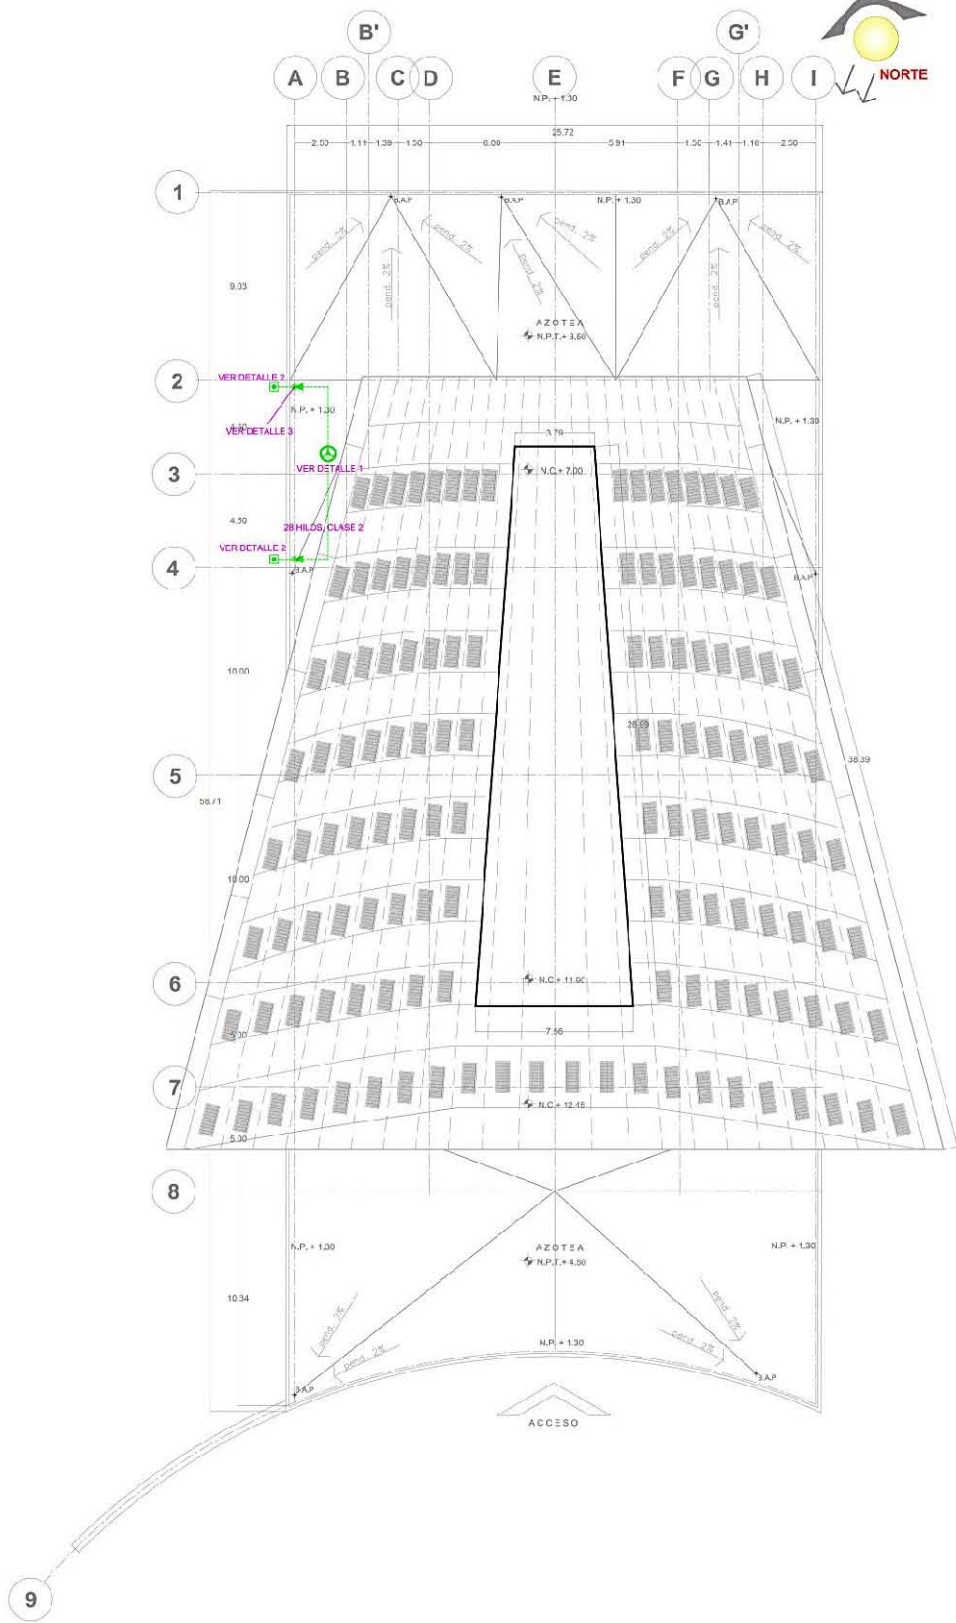 B'
G'
A
B
C
D
E
F
G
H
I
NORTE
N.P. + 1.30
25.72
2.50
1.11
1.39
1.50
6.00
5.91
1.50
1.41
1.16
2.50
1
B.A.P
N.P. + 1.30
B.A.P
pend. 2%
pend. 2%
pend. 2%
pend. 2%
pend. 2%
pend. 2%
pend. 2%
pend. 2%
9.03
AZOTEA
N.P.T.+ 3.60
2
VER DETALLE 2
N.P. + 1.30
N.P. + 1.30
VER DETALLE 3
3.79
VER DETALLE 1
3
N.C.+ 7.00
4.30
28 HILOS, CLASE 2
VER DETALLE 2
4
B.A.P
B.A.P
10.00
38.39
5
58.71
10.00
6
N.C.+ 11.90
5.00
7.56
7
N.C.+ 12.48
5.00
8
N.P. + 1.30
AZOTEA
N.P. + 1.30
N.P.T.+ 4.50
10.34
pend. 2%
pend. 2%
N.P. + 1.30
pend. 2%
pend. 2%
B.A.P
B.A.P
ACCESO
9